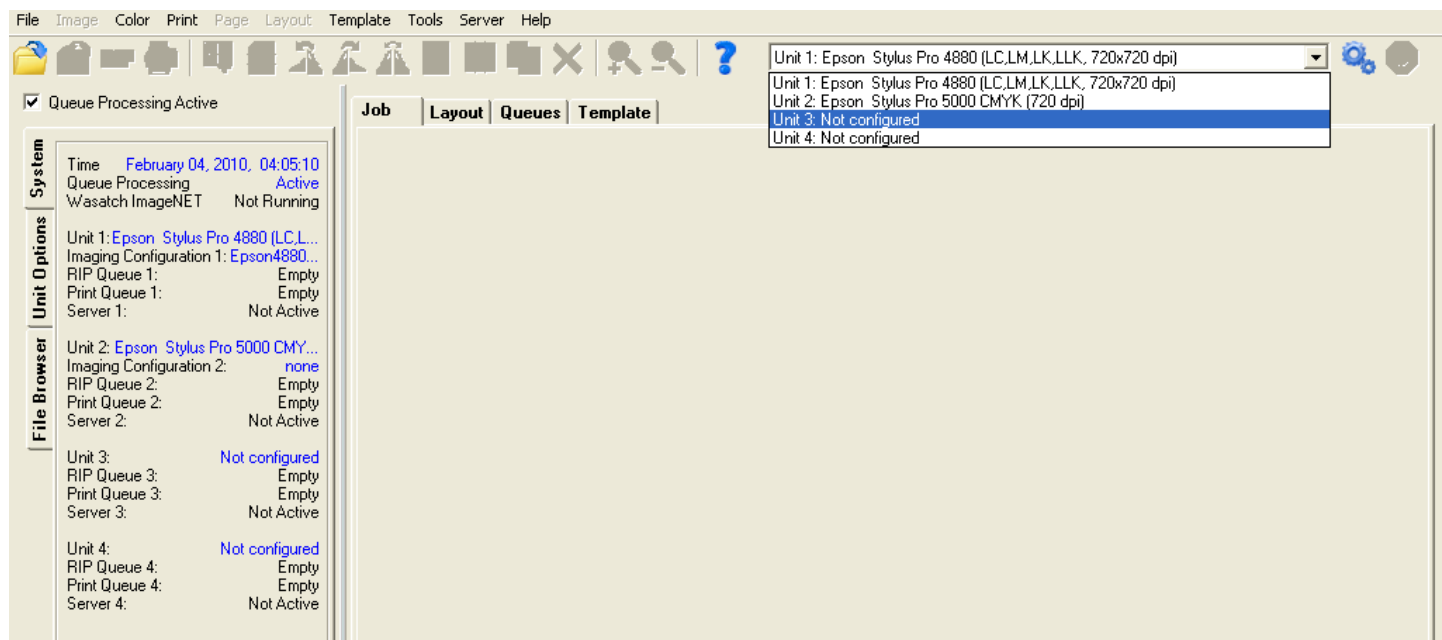 File Image Color Print Page Layout Template Tools Server Help
Unit 1: Epson Stylus Pro 4880 (LC,LM,LK,LLK, 720x720 dpi)
Unit 1: Epson Stylus Pro 4880 (LC,LM,LK,LLK, 720x720 dpi)
Unit 2: Epson Stylus Pro 5000 CMYK (720 dpi)
Unit 3: Not configured
Unit 4: Not configured
Queue Processing Active
Job Layout Queues Template
System
Unit Options
File Browser
Time February 04, 2010, 04:05:10
Queue Processing Active
Wasatch ImageNET Not Running
Unit 1: Epson Stylus Pro 4880 (LC,L...
Imaging Configuration 1: Epson4880...
RIP Queue 1: Empty
Print Queue 1: Empty
Server 1: Not Active
Unit 2: Epson Stylus Pro 5000 CMY...
Imaging Configuration 2: none
RIP Queue 2: Empty
Print Queue 2: Empty
Server 2: Not Active
Unit 3: Not configured
RIP Queue 3: Empty
Print Queue 3: Empty
Server 3: Not Active
Unit 4: Not configured
RIP Queue 4: Empty
Print Queue 4: Empty
Server 4: Not Active